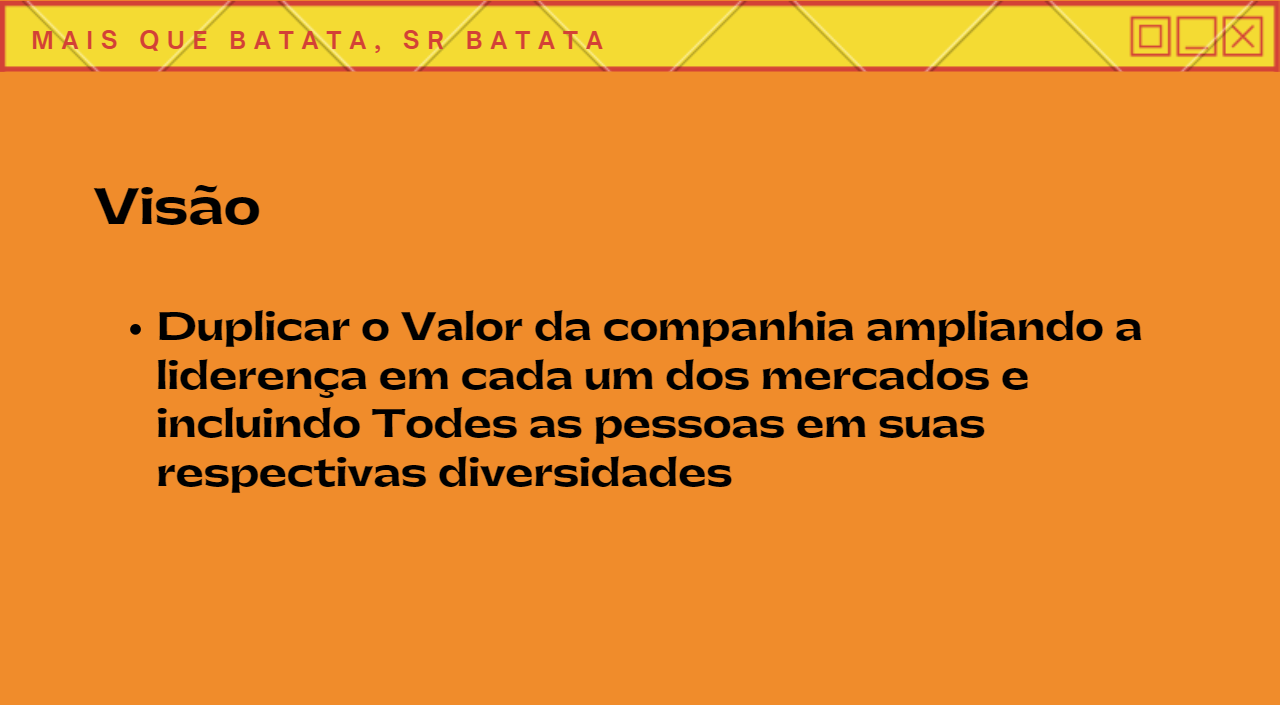 MAIS QUE BATATA, SR BATATA
Visão
• Duplicar o Valor da companhia ampliando a
liderença em cada um dos mercados e
incluindo Todes as pessoas em suas
respectivas diversidades